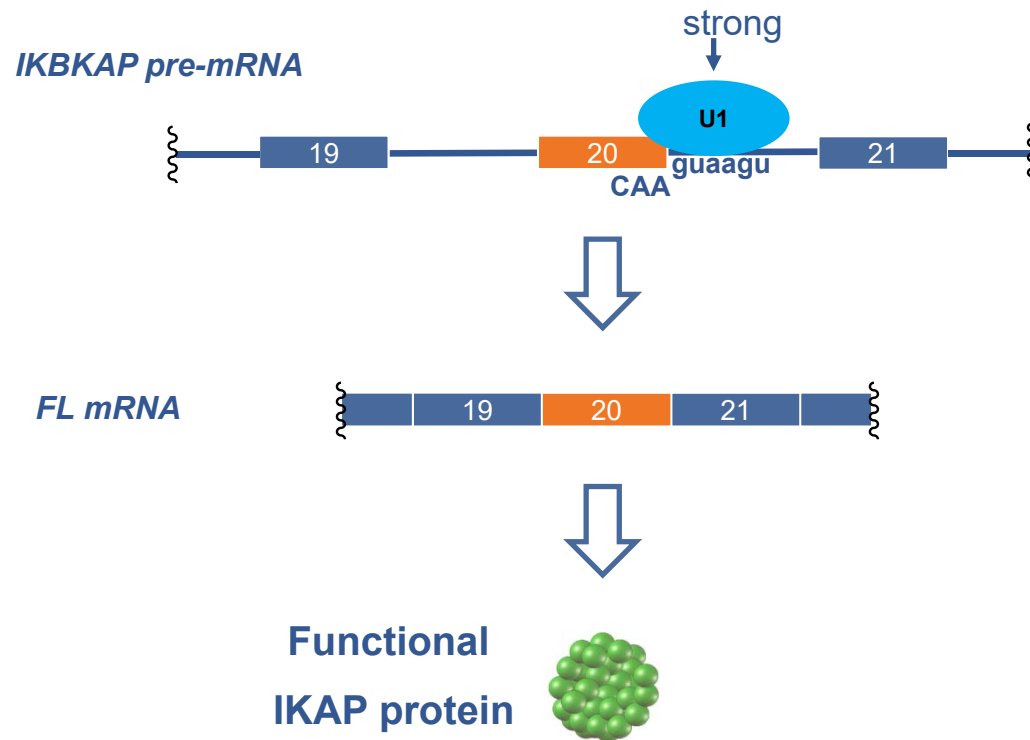 strong
IKBKAP pre-mRNA
U1
19
20
21
guaagu
CAA
FL mRNA
19
20
21
Functional
IKAP protein